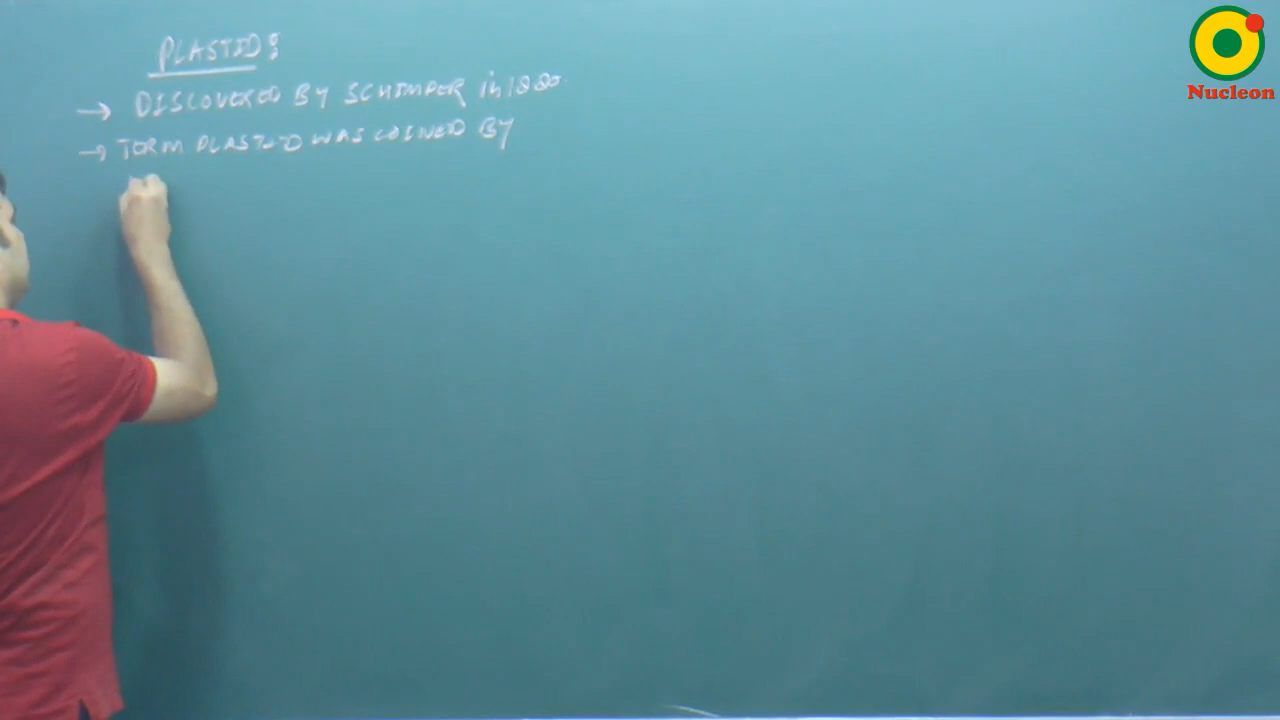 PLASTID :
→ DISCOVERED BY SCHIMPER in 1880.
→ TERM PLASTID WAS COINED BY
Nucleon